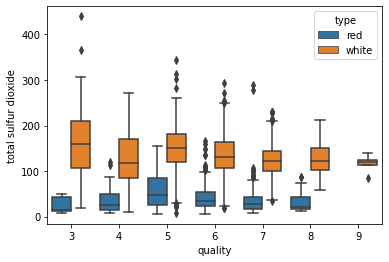 type
red
white
400
300
200
100
0
total sulfur dioxide
3 4 5 6 7 8 9
quality